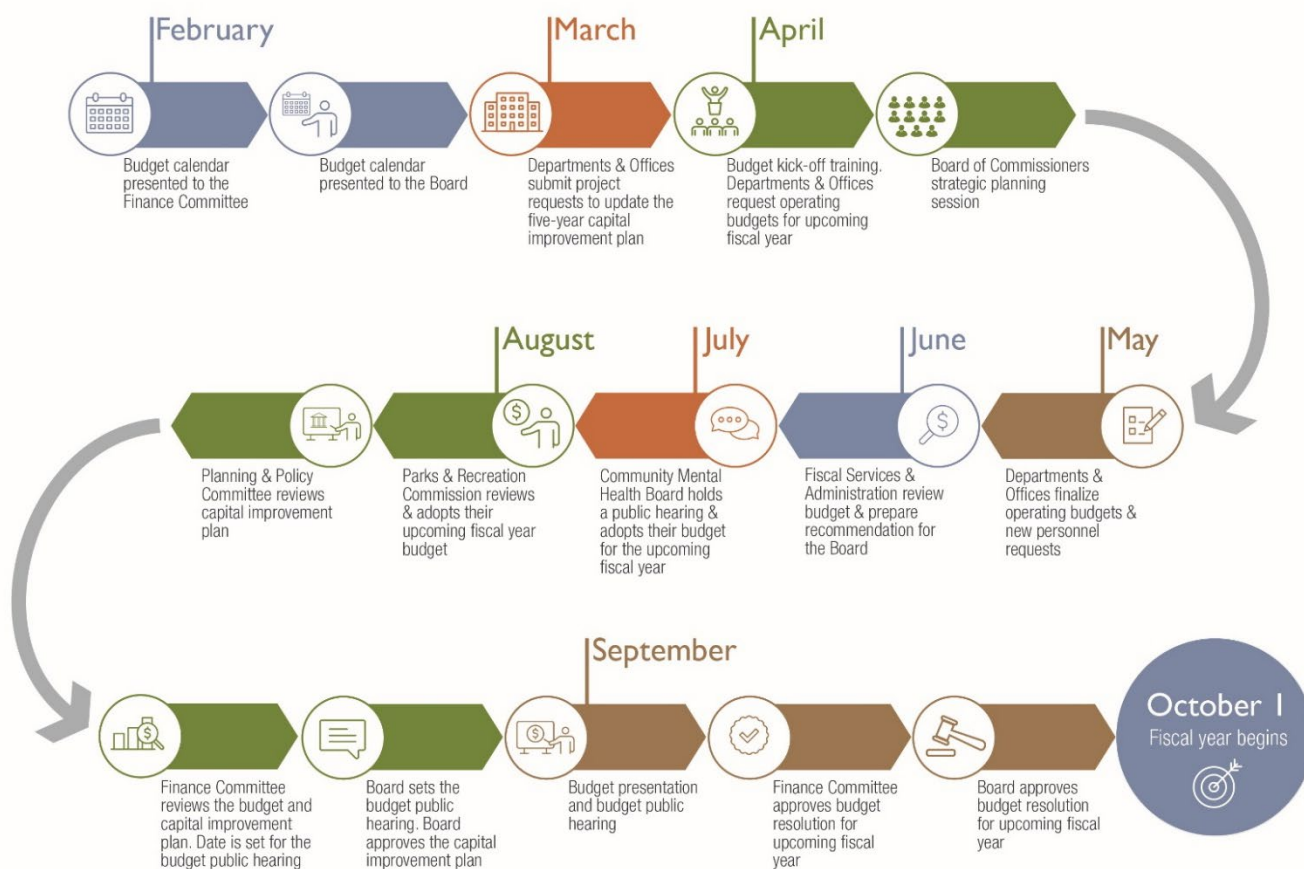 February
Budget calendar
presented to the
Finance Committee
Budget calendar
presented to the Board
March
Departments & Offices
submit project
requests to update the
five-year capital
improvement plan
April
Budget kick-off training.
Departments & Offices
request operating
budgets for upcoming
fiscal year
Board of Commissioners
strategic planning
session
May
Departments &
Offices finalize
operating budgets &
new personnel
requests
June
Fiscal Services &
Administration review
budget & prepare
recommendation for
the Board
July
Community Mental
Health Board holds
a public hearing &
adopts their budget
for the upcoming
fiscal year
August
Parks & Recreation
Commission reviews
& adopts their
upcoming fiscal year
budget
Planning & Policy
Committee reviews
capital improvement
plan
Finance Committee
reviews the budget and
capital improvement
plan. Date is set for the
budget public hearing
Board sets the
budget public
hearing. Board
approves the capital
improvement plan
September
Budget presentation
and budget public
hearing
Finance Committee
approves budget
resolution for
upcoming fiscal
year
Board approves
budget resolution
for upcoming fiscal
year
October 1
Fiscal year begins